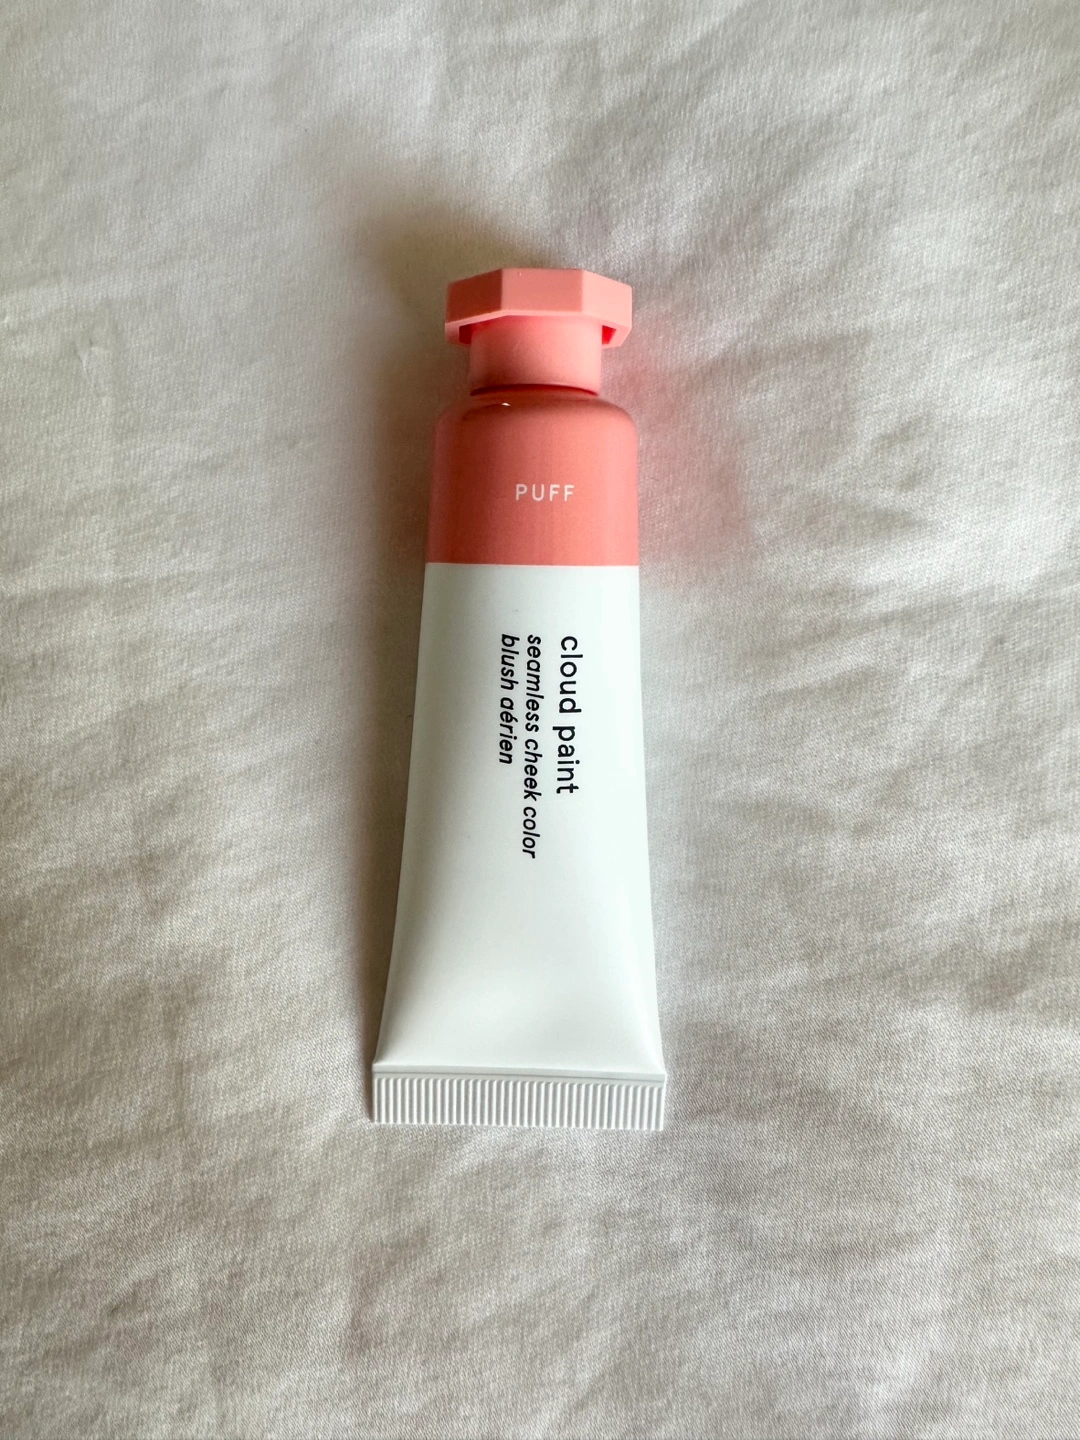 PUFF
cloud paint
seamless cheek color
blush aérien